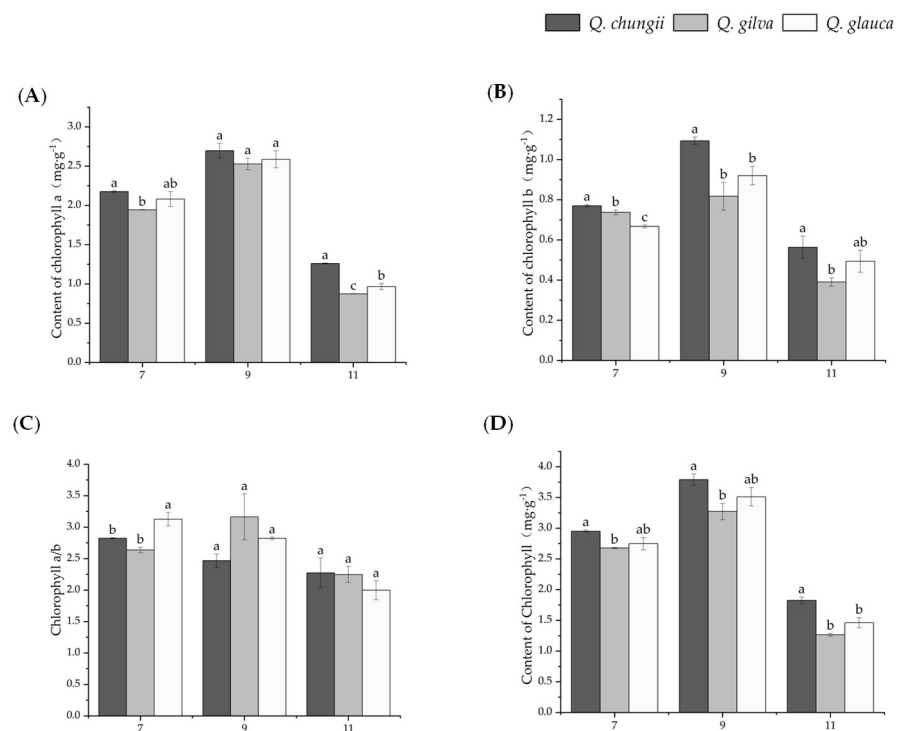 Q. chungii Q. gilva Q. glauca
(A)
Content of chlorophyll a (mg·g⁻¹)
3.0
2.5
2.0
1.5
1.0
0.5
0.0
a b ab
a a a
a c b
7 9 11
(B)
Content of chlorophyll b (mg·g⁻¹)
1.2
1.0
0.8
0.6
0.4
0.2
0.0
a b c
a b b
a b ab
7 9 11
(C)
Chlorophyll a/b
4.0
3.5
3.0
2.5
2.0
1.5
1.0
0.5
0.0
b b a
a a a
a a a
7 9 11
(D)
Content of Chlorophyll (mg·g⁻¹)
4.0
3.5
3.0
2.5
2.0
1.5
1.0
0.5
0.0
a b ab
a b ab
a b b
7 9 11